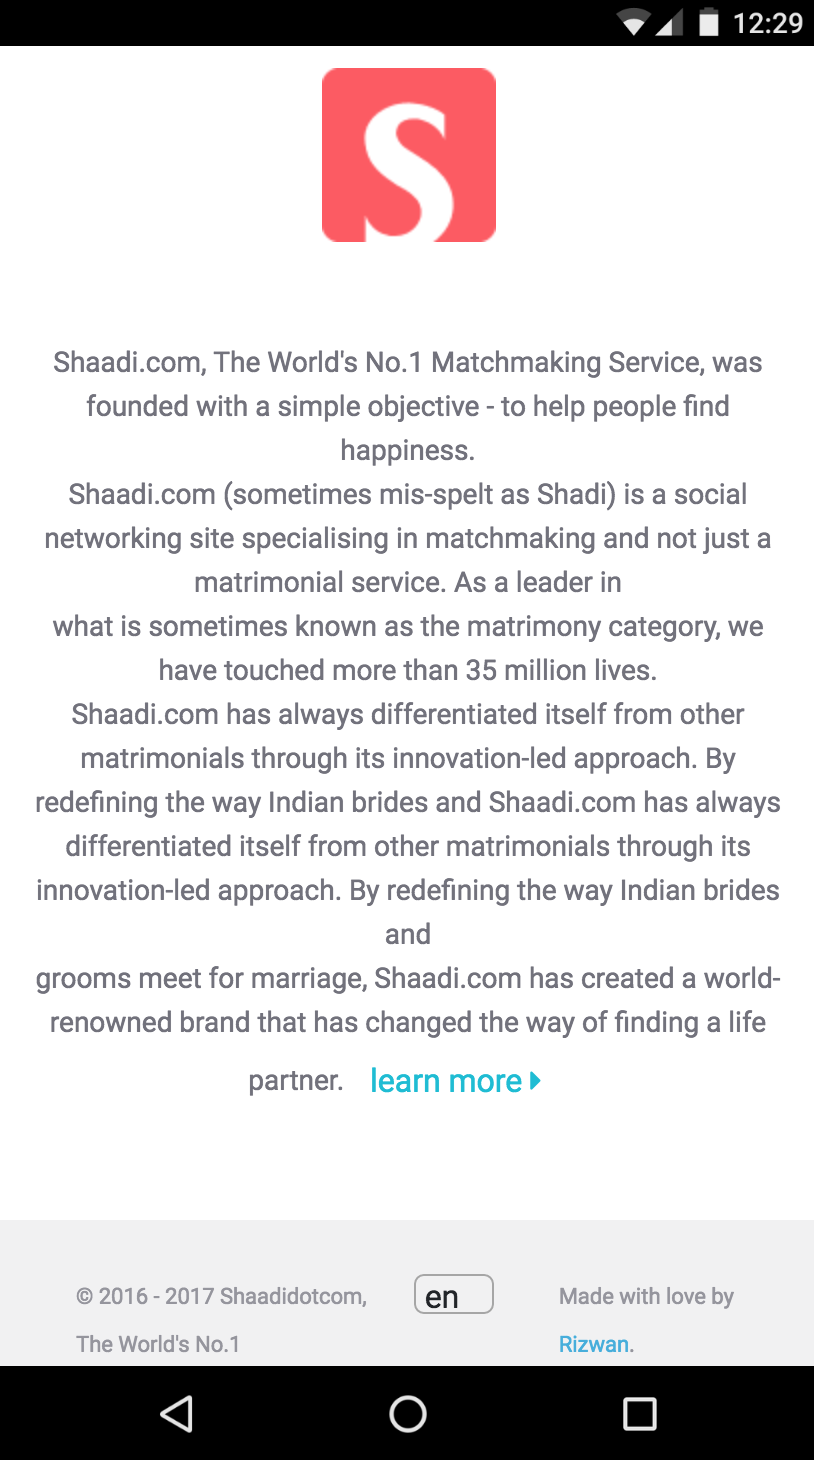 12:29
S
Shaadi.com, The World's No.1 Matchmaking Service, was
founded with a simple objective - to help people find
happiness.
Shaadi.com (sometimes mis-spelt as Shadi) is a social
networking site specialising in matchmaking and not just a
matrimonial service. As a leader in
what is sometimes known as the matrimony category, we
have touched more than 35 million lives.
Shaadi.com has always differentiated itself from other
matrimonials through its innovation-led approach. By
redefining the way Indian brides and Shaadi.com has always
differentiated itself from other matrimonials through its
innovation-led approach. By redefining the way Indian brides
and
grooms meet for marriage, Shaadi.com has created a world-
renowned brand that has changed the way of finding a life
partner. learn more
© 2016 - 2017 Shaadidotcom, en Made with love by
The World's No.1 Rizwan.